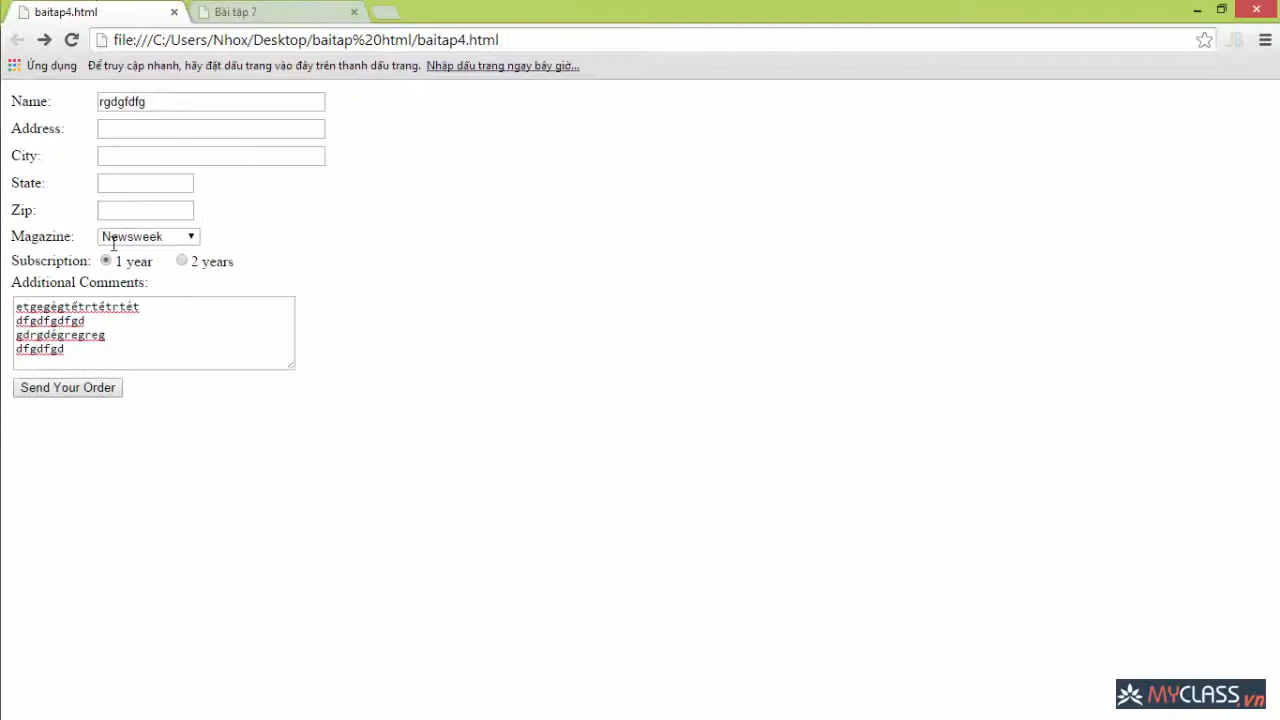 baitap4.html
Bài tập 7
file:///C:/Users/Nhox/Desktop/baitap%20html/baitap4.html
Ứng dụng Để truy cập nhanh, hãy đặt dấu trang vào đây trên thanh dấu trang. Nhập dấu trang ngay bây giờ...
Name: rgdgfdfg
Address:
City:
State:
Zip:
Magazine: Newsweek
Subscription: 1 year 2 years
Additional Comments:
dfgdfgdfgd
dfgdfgd
Send Your Order
MYCLASS.vn